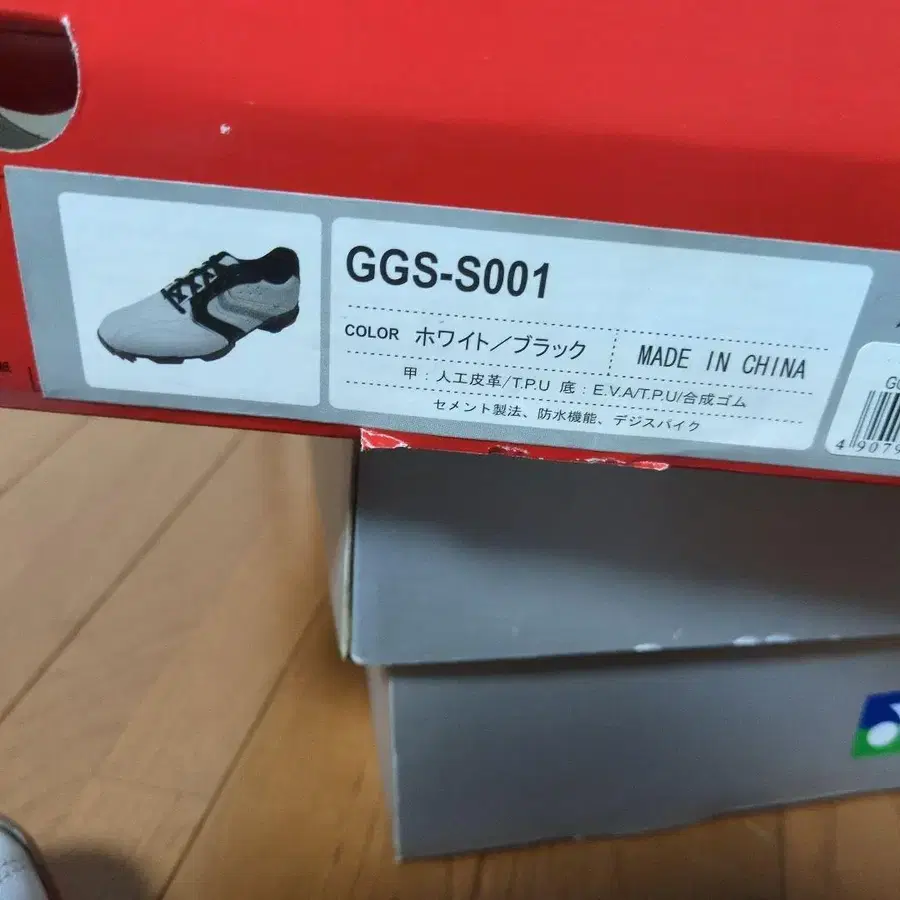 GGS-S001
COLOR ホワイト／ブラック
MADE IN CHINA
甲：人工皮革/T.P.U 底：E.V.A/T.P.U/合成ゴム
セメント製法、防水機能、デジスパイク
4 9079